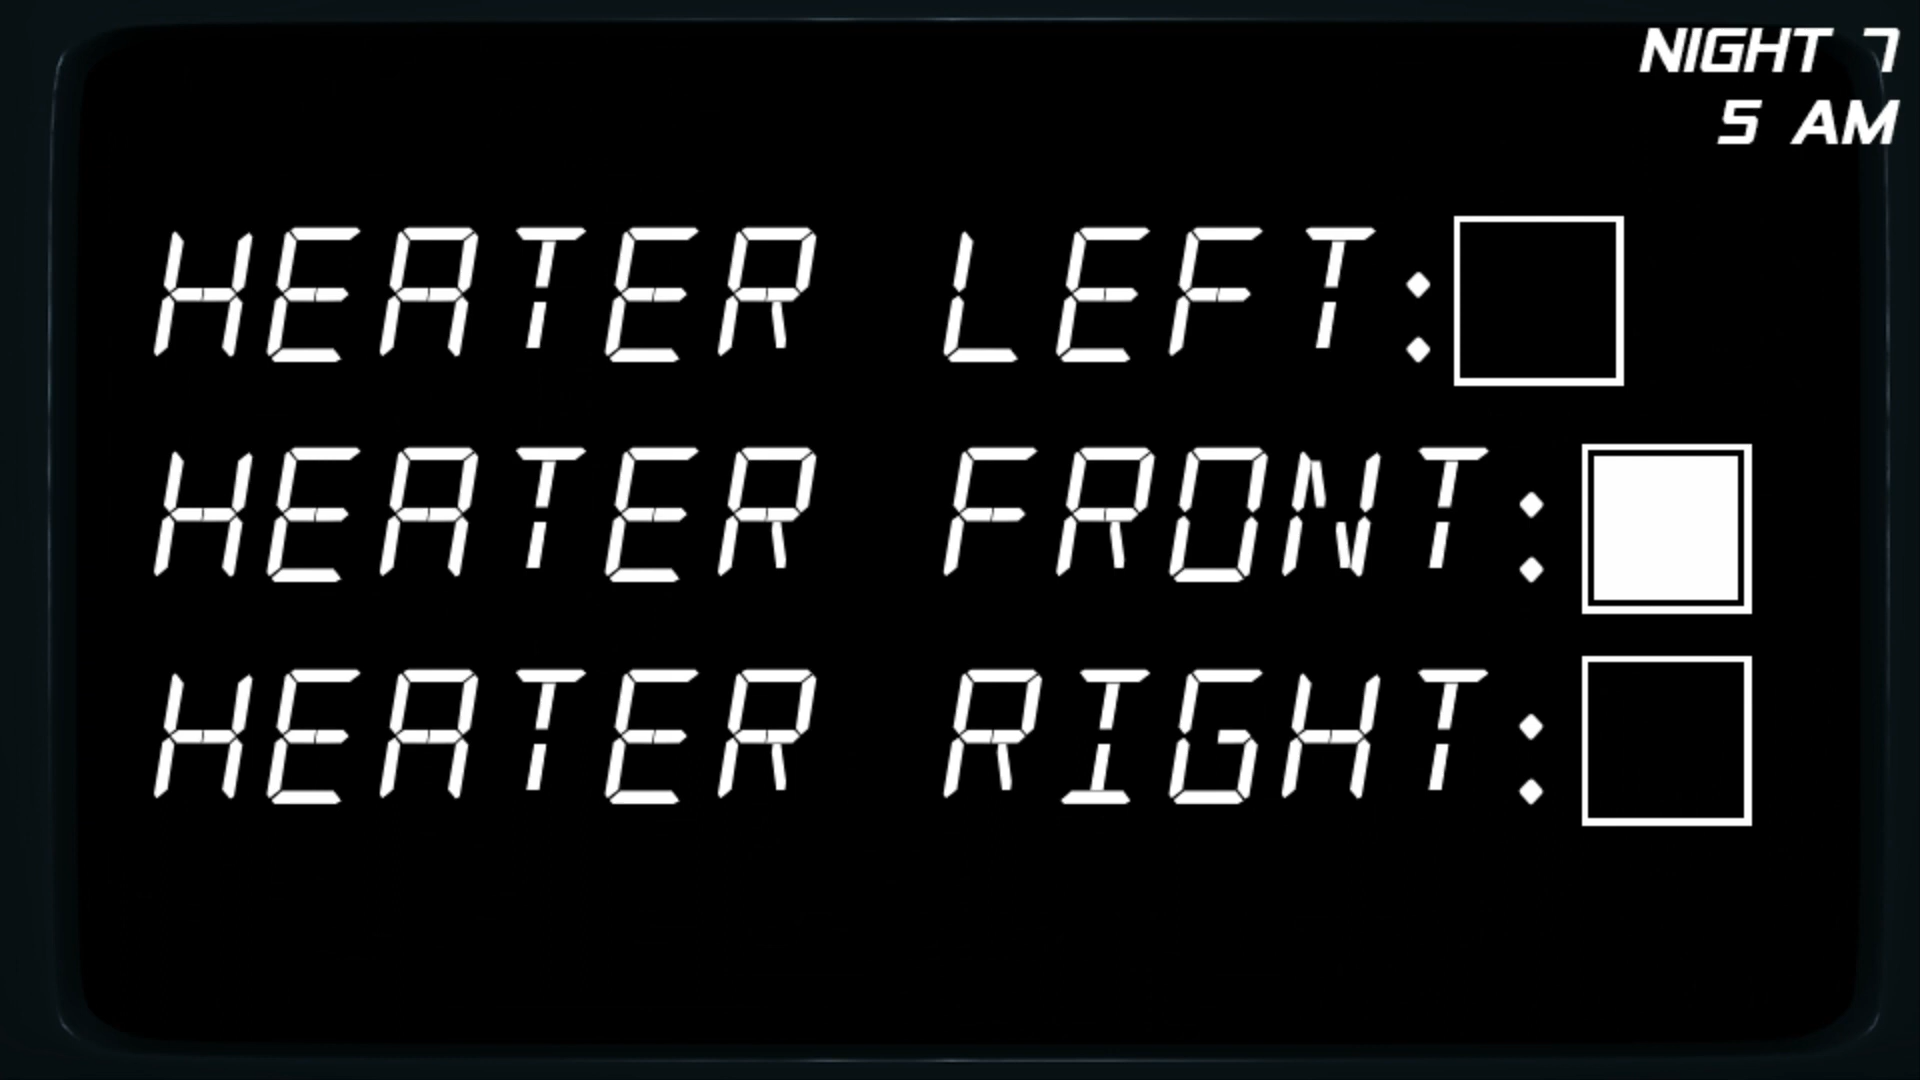 NIGHT 7
5 AM
HEATER LEFT:
HEATER FRONT:
HEATER RIGHT: